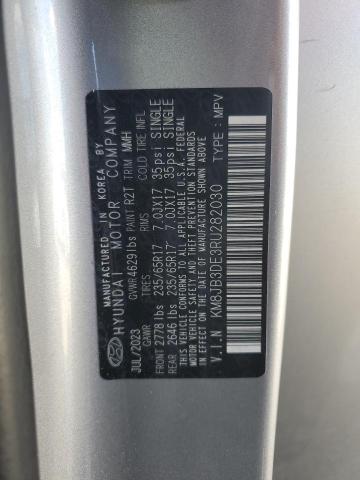 MANUFACTURED IN KOREA BY
HYUNDAI MOTOR COMPANY
JUL/2023 GVWR 4629 lbs PAINT R2T TRIM MMH
GAWR TIRES RIMS COLD TIRE INFL
FRONT 2778 lbs 235/65R17 7.0JX17 35psi SINGLE
REAR 2646 lbs 235/65R17 7.0JX17 35psi SINGLE
THIS VEHICLE CONFORMS TO ALL APPLICABLE U.S.A. FEDERAL
MOTOR VEHICLE SAFETY AND THEFT PREVENTION STANDARDS
IN EFFECT ON THE DATE OF MANUFACTURE SHOWN ABOVE.
V.I.N KM8JB3DE3RU282030 TYPE : MPV